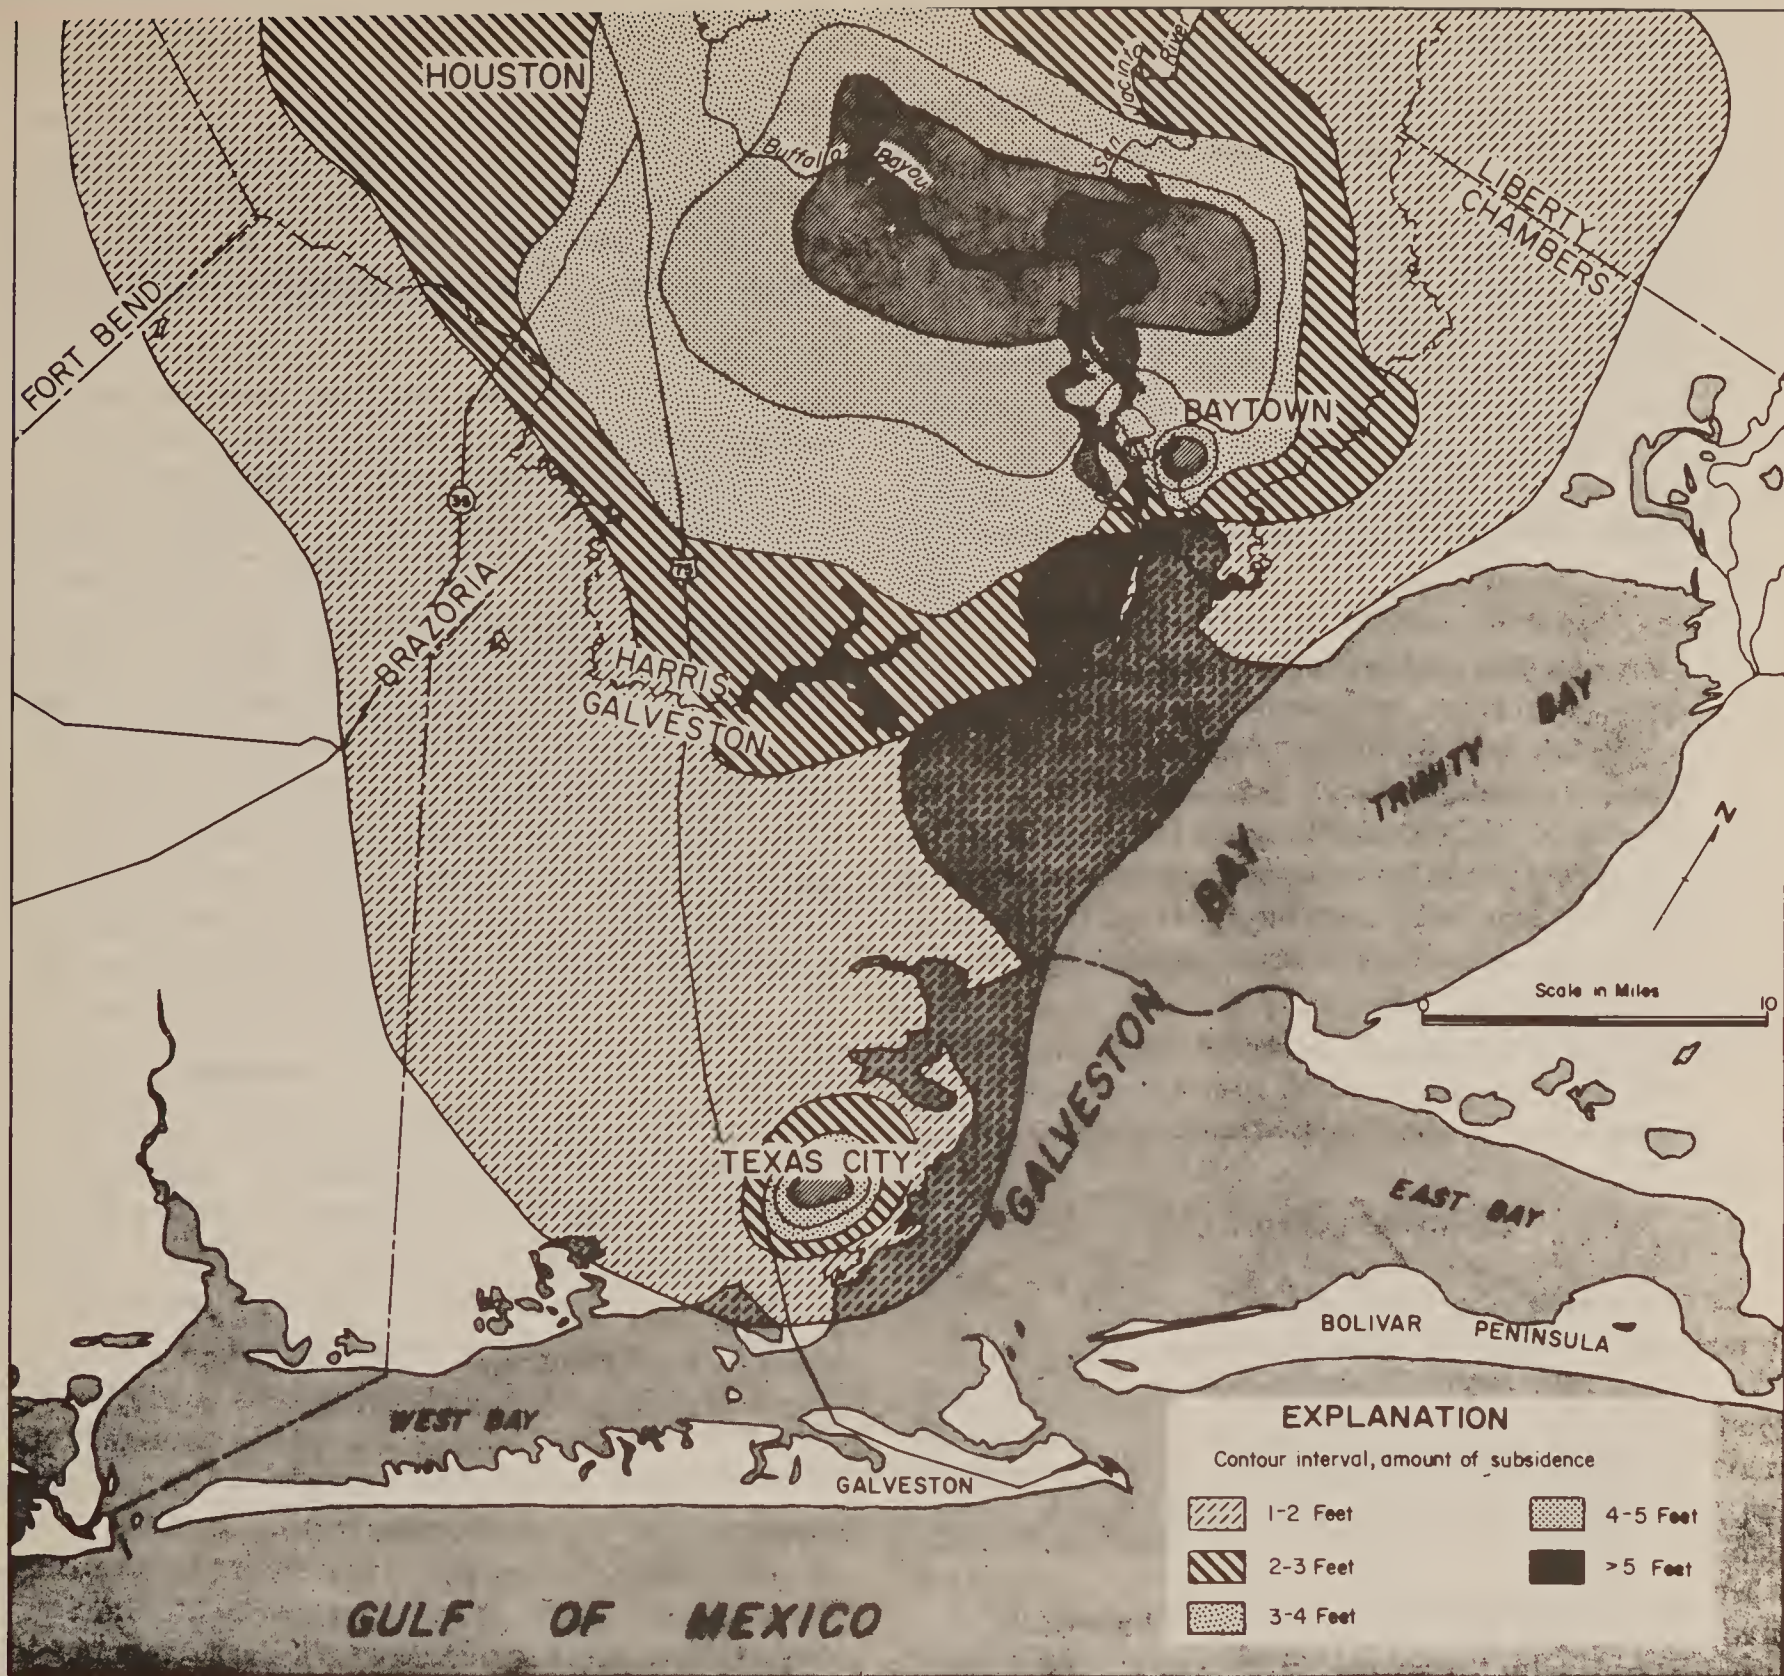 HOUSTON
Buffalo
Bayou
San
Jacinto
River
LIBERTY
CHAMBERS
FORT BEND
BAYTOWN
36
75
BRAZORIA
HARRIS
GALVESTON
TRINITY BAY
BAY
N
Scale in Miles
0 10
GALVESTON
TEXAS CITY
EAST BAY
BOLIVAR PENINSULA
WEST BAY
GALVESTON
EXPLANATION
Contour interval, amount of subsidence
1-2 Feet
2-3 Feet
3-4 Feet
4-5 Feet
>5 Feet
GULF OF MEXICO